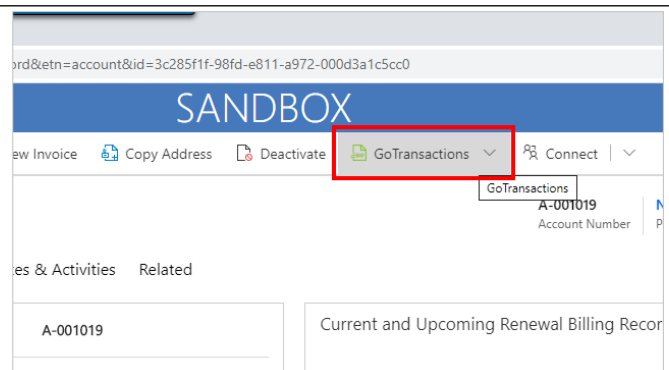 ord&etn=account&id=3c285f1f-98fd-e811-a972-000d3a1c5cc0
SANDBOX
ew Invoice Copy Address Deactivate GoTransactions Connect
GoTransactions
A-001019 N
Account Number P
es & Activities Related
A-001019
Current and Upcoming Renewal Billing Recor